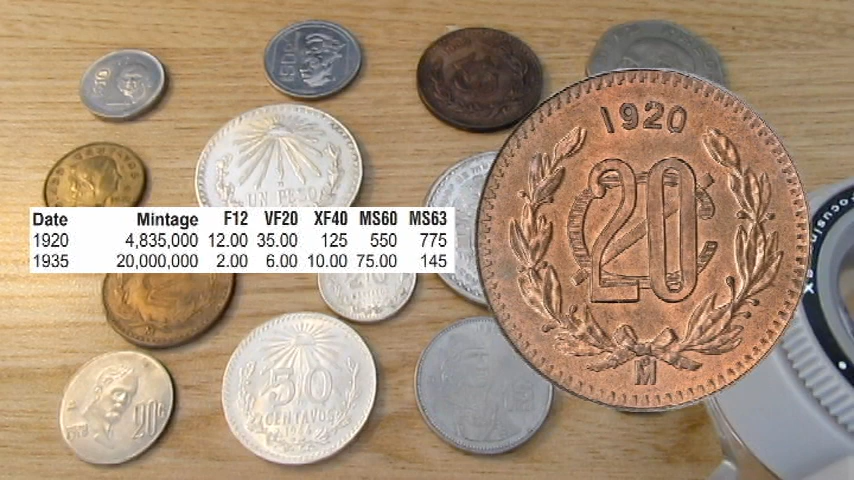 1920
20
M
UN PESO
Date Mintage F12 VF20 XF40 MS60 MS63
1920 4,835,000 12.00 35.00 125 550 775
1935 20,000,000 2.00 6.00 10.00 75.00 145
50
CENTAVOS
20